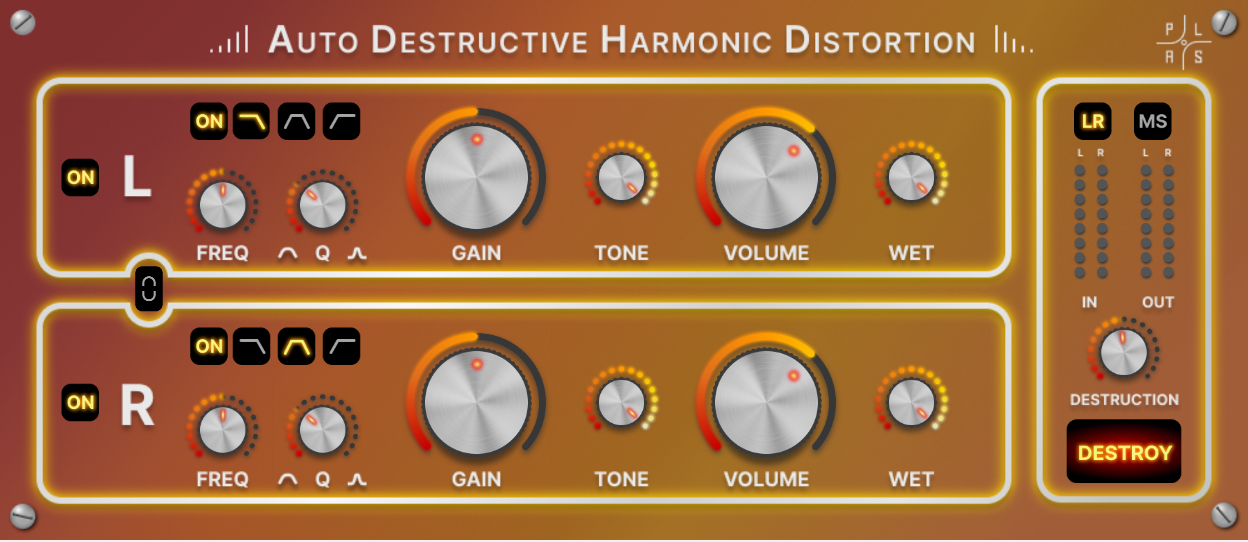 AUTO DESTRUCTIVE HARMONIC DISTORTION
P L
A S
ON
ON L
FREQ Q GAIN TONE VOLUME WET
ON
ON R
FREQ Q GAIN TONE VOLUME WET
LR MS
L R L R
IN OUT
DESTRUCTION
DESTROY